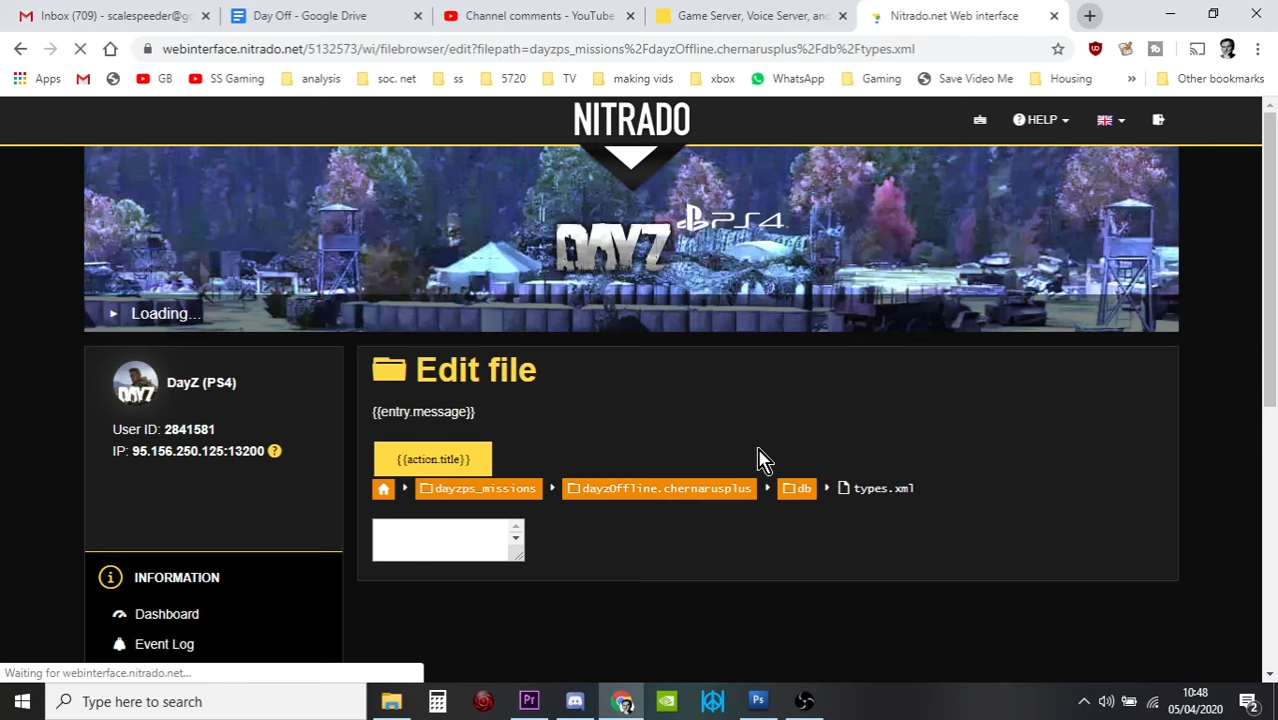 Inbox (709) - scalespeeder@go
Day Off - Google Drive
Channel comments - YouTube
Game Server, Voice Server, and
Nitrado.net Web interface
webinterface.nitrado.net/5132573/wi/filebrowser/edit?filepath=dayzps_missions%2FdayzOffline.chernarusplus%2Fdb%2Ftypes.xml
Apps
GB
SS Gaming
analysis
soc. net
ss
5720
TV
making vids
xbox
WhatsApp
Gaming
Save Video Me
Housing
»
Other bookmarks
NITRADO
HELP
DAYZ PS4
Loading...
DAYZ
DayZ (PS4)
User ID: 2841581
IP: 95.156.250.125:13200 ?
INFORMATION
Dashboard
Event Log
Edit file
{{entry.message}}
{{action.title}}
dayzps_missions
dayzOffline.chernarusplus
db
types.xml
Waiting for webinterface.nitrado.net...
Type here to search
Pr
Ps
10:48
05/04/2020
2